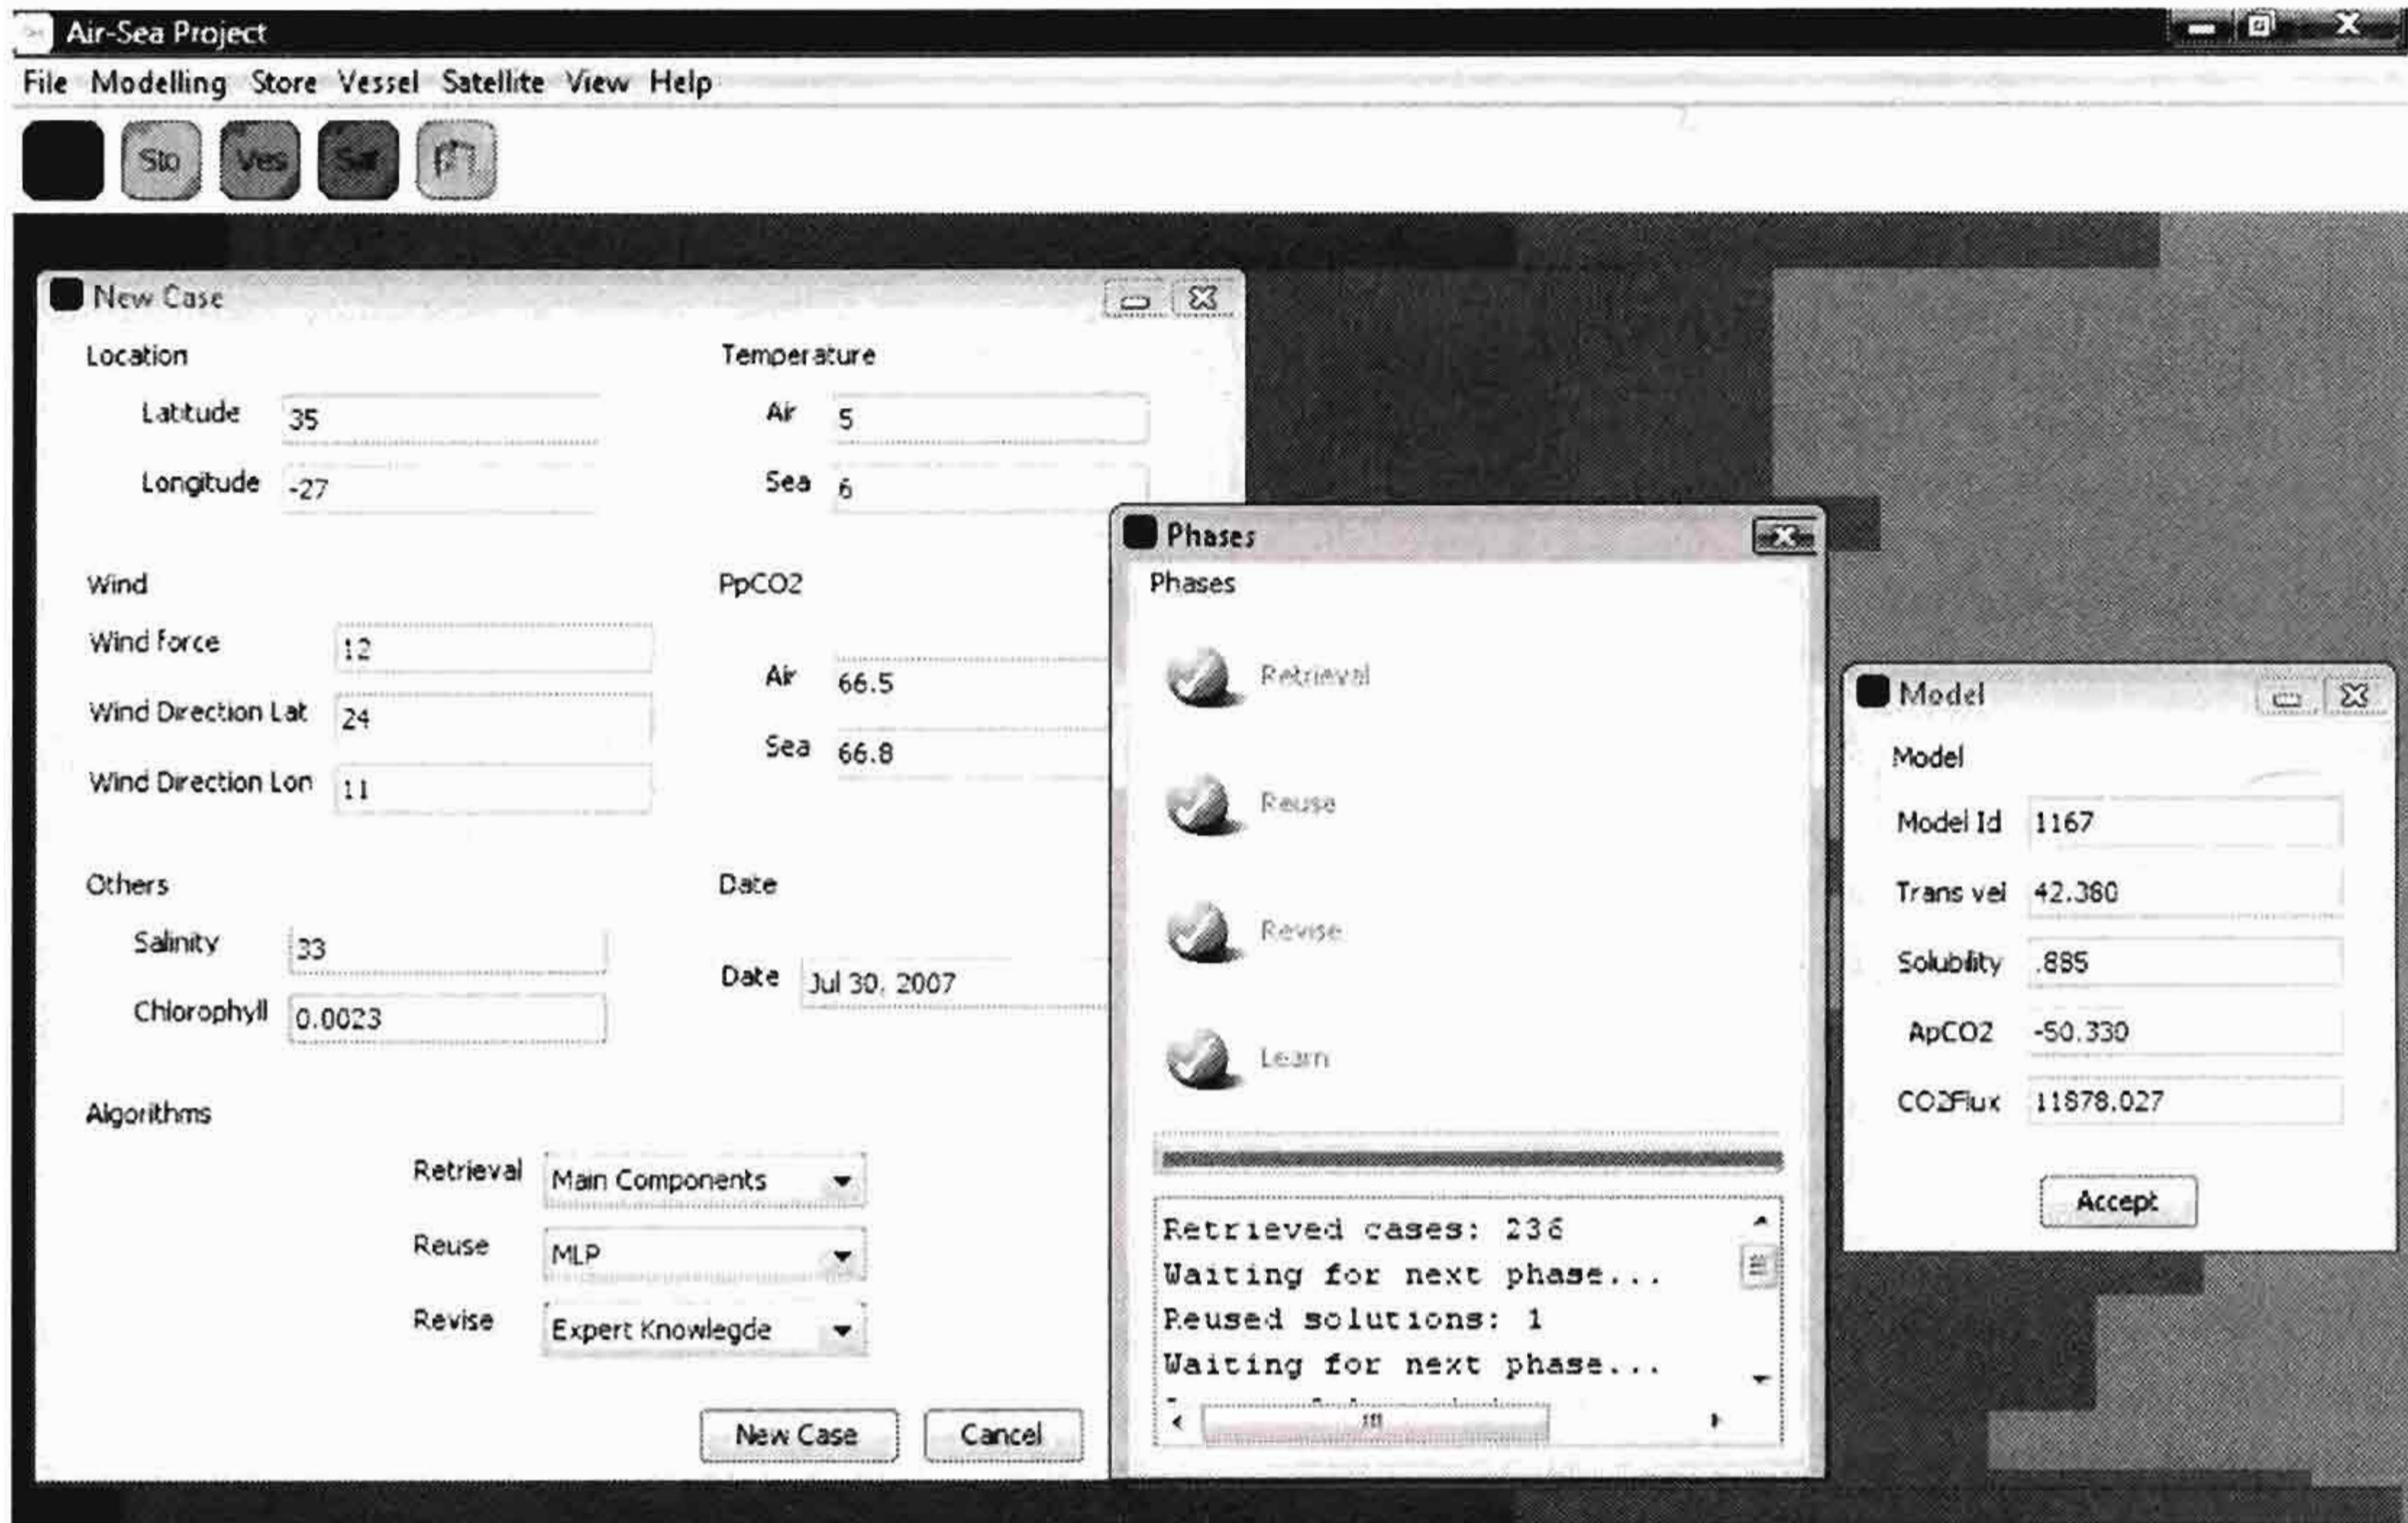 Air-Sea Project
File Modelling Store Vessel Satellite View Help
Sto Ves Sat
New Case
Location
Latitude 35
Longitude -27
Temperature
Air 5
Sea 6
Wind
Wind Force 12
Wind Direction Lat 24
Wind Direction Lon 11
PpCO2
Air 66.5
Sea 66.8
Others
Salinity 33
Chlorophyll 0.0023
Date
Date Jul 30, 2007
Algorithms
Retrieval Main Components
Reuse MLP
Revise Expert Knowlegde
New Case Cancel
Phases
Phases
Retrieval
Reuse
Revise
Learn
Retrieved cases: 236
Waiting for next phase...
Reused solutions: 1
Waiting for next phase...
Model
Model
Model Id 1167
Trans vel 42.380
Solubility .885
ApCO2 -50.330
CO2Flux 11878.027
Accept